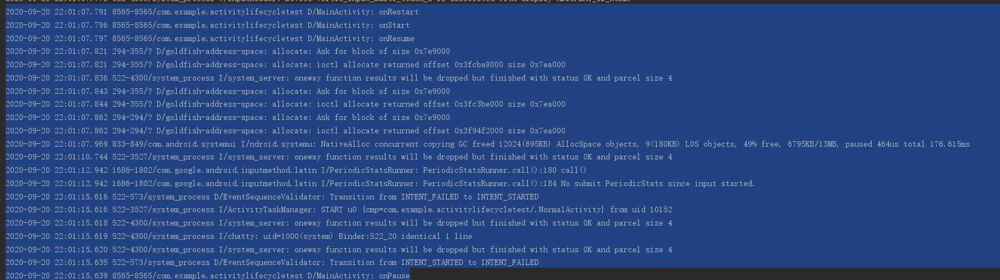 2020-09-20 22:01:07.791 8565-8565/com.example.activitylifecycletest D/MainActivity: onRestart
2020-09-20 22:01:07.796 8565-8565/com.example.activitylifecycletest D/MainActivity: onStart
2020-09-20 22:01:07.797 8565-8565/com.example.activitylifecycletest D/MainActivity: onResume
2020-09-20 22:01:07.821 294-355/? D/goldfish-address-space: allocate: Ask for block of size 0x7e9000
2020-09-20 22:01:07.821 294-355/? D/goldfish-address-space: allocate: ioctl allocate returned offset 0x3fcba8000 size 0x7ea000
2020-09-20 22:01:07.836 522-4300/system_process I/system_server: oneway function results will be dropped but finished with status OK and parcel size 4
2020-09-20 22:01:07.843 294-355/? D/goldfish-address-space: allocate: Ask for block of size 0x7e9000
2020-09-20 22:01:07.844 294-355/? D/goldfish-address-space: allocate: ioctl allocate returned offset 0x3fc3be000 size 0x7ea000
2020-09-20 22:01:07.862 294-294/? D/goldfish-address-space: allocate: Ask for block of size 0x7e9000
2020-09-20 22:01:07.862 294-294/? D/goldfish-address-space: allocate: ioctl allocate returned offset 0x3f94f2000 size 0x7ea000
2020-09-20 22:01:07.969 833-849/com.android.systemui I/ndroid.systemu: NativeAlloc concurrent copying GC freed 12024(695KB) AllocSpace objects, 9(180KB) LOS objects, 49% free, 6795KB/13MB, paused 464us total 176.615ms
2020-09-20 22:01:10.744 522-3527/system_process I/system_server: oneway function results will be dropped but finished with status OK and parcel size 4
2020-09-20 22:01:12.942 1686-1802/com.google.android.inputmethod.latin I/PeriodicStatsRunner: PeriodicStatsRunner.call():180 call()
2020-09-20 22:01:12.942 1686-1802/com.google.android.inputmethod.latin I/PeriodicStatsRunner: PeriodicStatsRunner.call():184 No submit PeriodicStats since input started.
2020-09-20 22:01:15.616 522-573/system_process D/EventSequenceValidator: Transition from INTENT_FAILED to INTENT_STARTED
2020-09-20 22:01:15.616 522-3527/system_process I/ActivityTaskManager: START u0 {cmp=com.example.activitylifecycletest/.NormalActivity} from uid 10152
2020-09-20 22:01:15.618 522-4300/system_process I/system_server: oneway function results will be dropped but finished with status OK and parcel size 4
2020-09-20 22:01:15.619 522-4300/system_process I/chatty: uid=1000(system) Binder:522_20 identical 1 line
2020-09-20 22:01:15.620 522-4300/system_process I/system_server: oneway function results will be dropped but finished with status OK and parcel size 4
2020-09-20 22:01:15.635 522-573/system_process D/EventSequenceValidator: Transition from INTENT_STARTED to INTENT_FAILED
2020-09-20 22:01:15.639 8565-8565/com.example.activitylifecycletest D/MainActivity: onPause